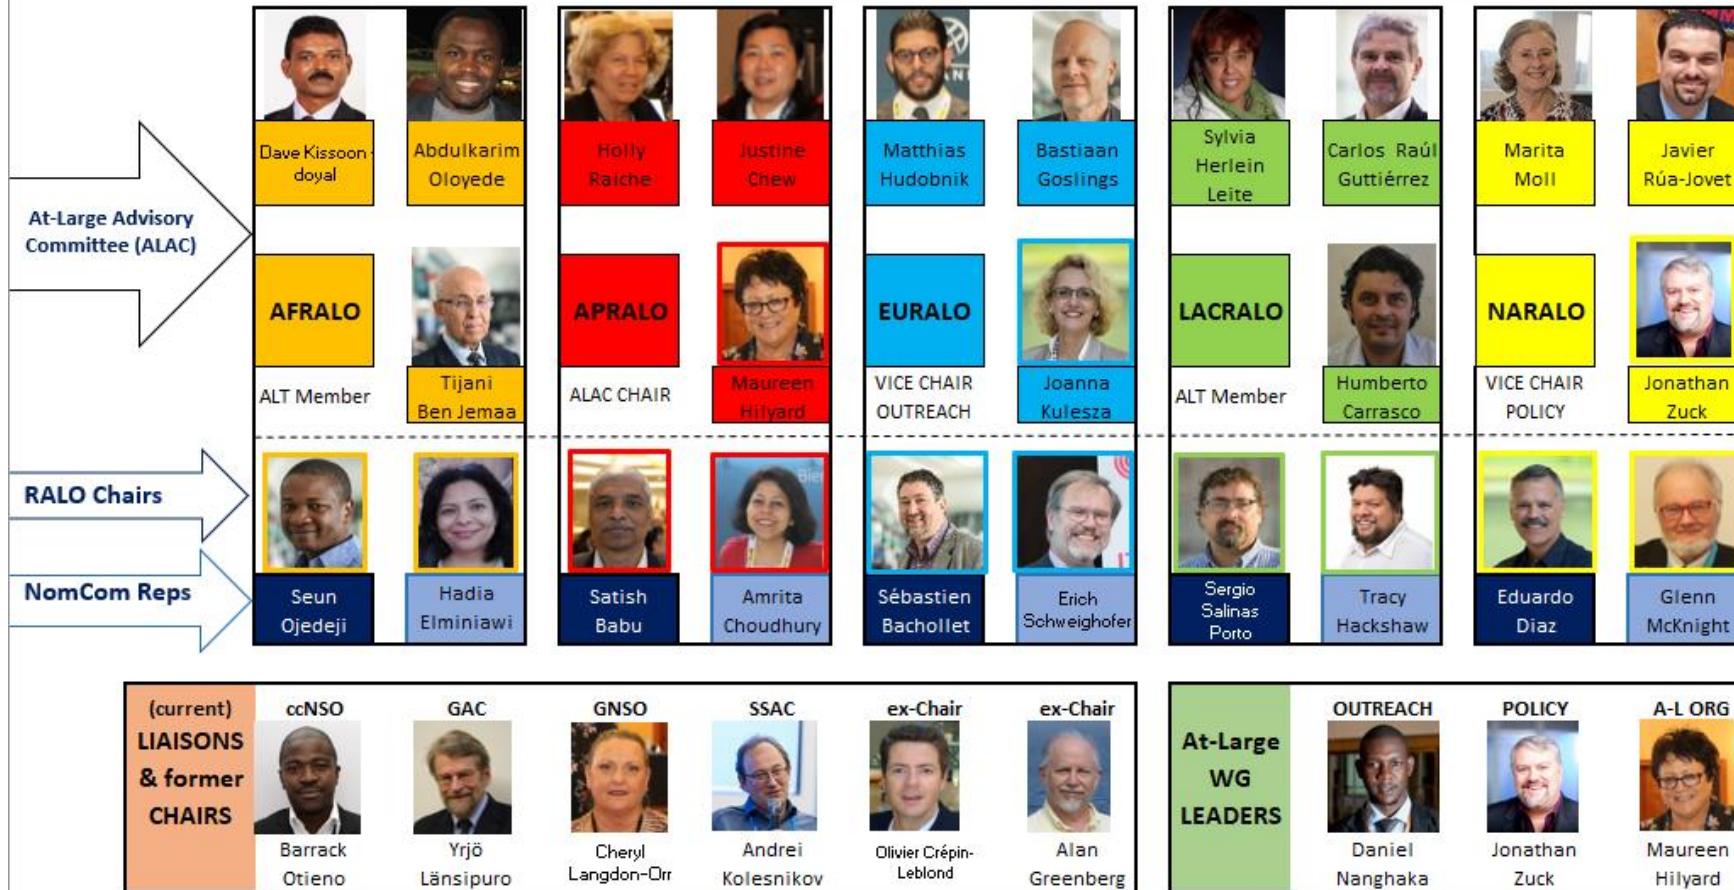 Dave Kissoon-
doyal
Abdulkarim
Oloyede
Holly
Raiche
Justine
Chew
Matthias
Hudobnik
Bastiaan
Goslings
Sylvia
Herlein
Leite
Carlos Raúl
Guttiérrez
Marita
Moll
Javier
Rúa-Jovet
At-Large Advisory
Committee (ALAC)
AFRALO
APRALO
EURALO
LACRALO
NARALO
ALT Member
Tijani
Ben Jemaa
ALAC CHAIR
Maureen
Hilyard
VICE CHAIR
OUTREACH
Joanna
Kulesza
ALT Member
Humberto
Carrasco
VICE CHAIR
POLICY
Jonathan
Zuck
RALO Chairs
NomCom Reps
Seun
Ojedeji
Hadia
Elminiawi
Satish
Babu
Amrita
Choudhury
Sébastien
Bachollet
Erich
Schweighofer
Sergio
Salinas
Porto
Tracy
Hackshaw
Eduardo
Diaz
Glenn
McKnight
(current)
LIAISONS
& former
CHAIRS
ccNSO
Barrack
Otieno
GAC
Yrjö
Länsipuro
GNSO
Cheryl
Langdon-Orr
SSAC
Andrei
Kolesnikov
ex-Chair
Olivier Crépin-
Leblond
ex-Chair
Alan
Greenberg
At-Large
WG
LEADERS
OUTREACH
Daniel
Nanghaka
POLICY
Jonathan
Zuck
A-L ORG
Maureen
Hilyard